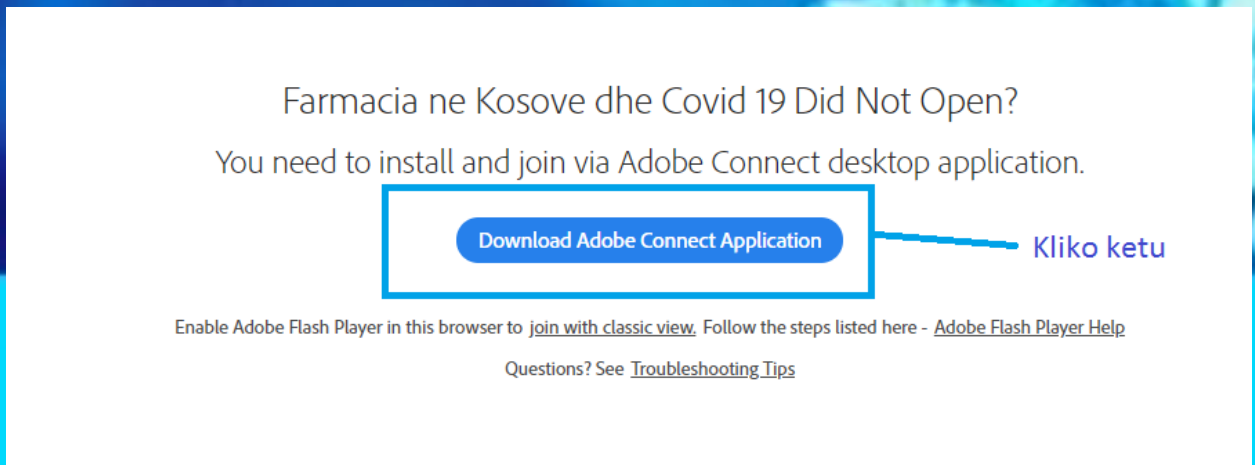 Farmacia ne Kosove dhe Covid 19 Did Not Open?
You need to install and join via Adobe Connect desktop application.
Download Adobe Connect Application
Kliko ketu
Enable Adobe Flash Player in this browser to join with classic view. Follow the steps listed here - Adobe Flash Player Help
Questions? See Troubleshooting Tips